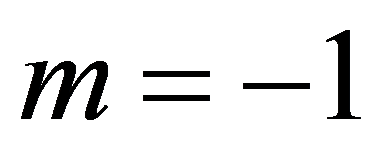 m = −1